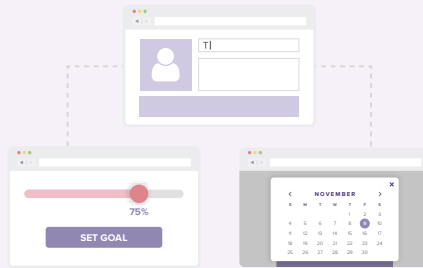 T|
75%
SET GOAL
NOVEMBER
S M T W T F S
1 2 3
4 5 6 7 8 9 10
11 12 13 14 15 16 17
18 19 20 21 22 23 24
25 26 27 28 29 30